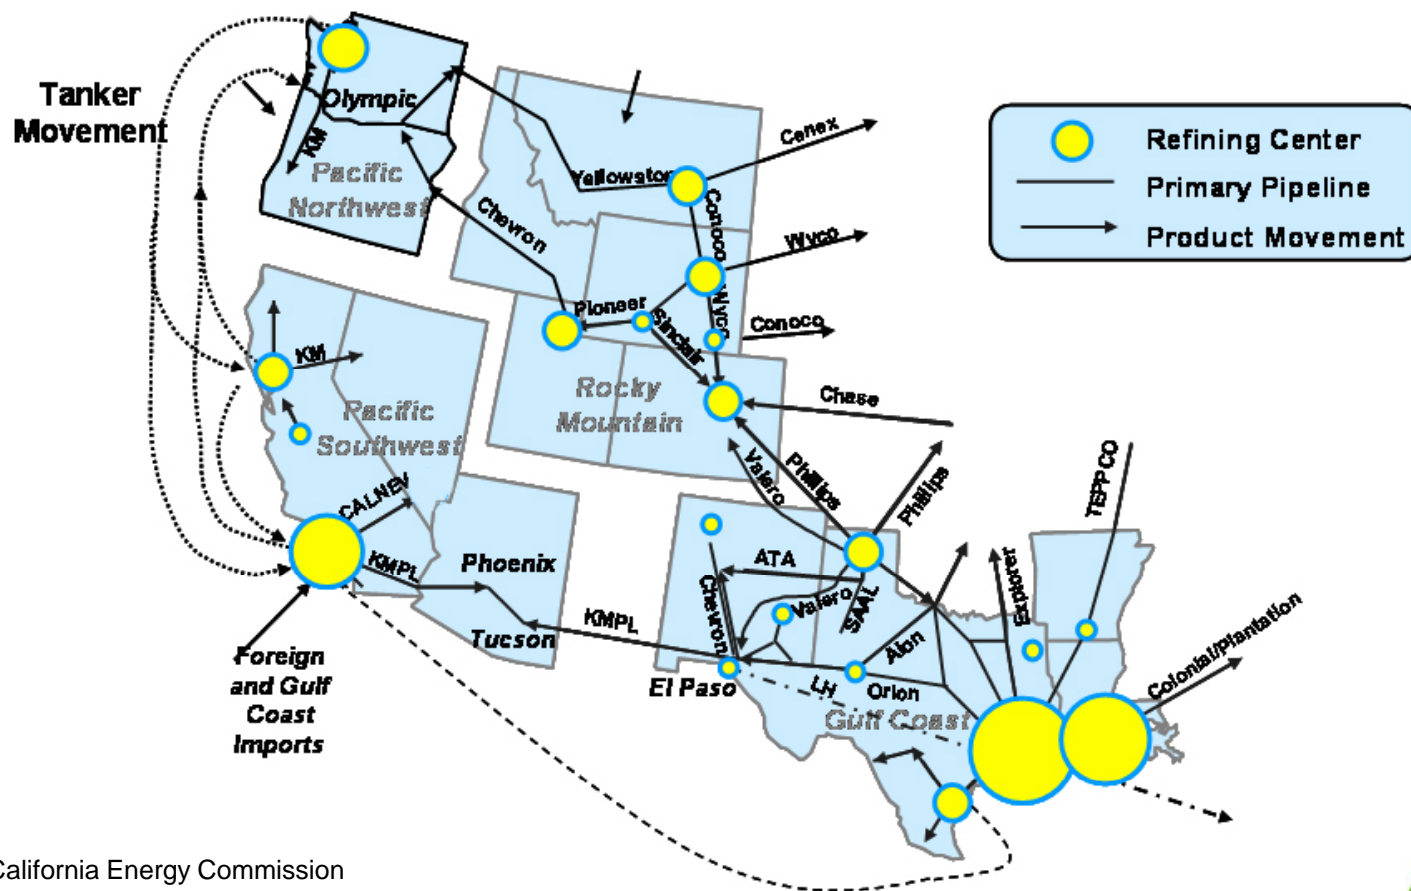 Tanker
Movement
Olympic
KM
Pacific
Northwest
Chevron
Yellowston
Conoco
Cenex
Wyco
Wyco
Pioneer
Sinclair
Conoco
Refining Center
Primary Pipeline
Product Movement
KM
Pacific
Southwest
Rocky
Mountain
Chase
CALNEV
KMPL
Phoenix
Tucson
KMPL
Valero
Phillips
Phillips
TEPPCO
ATA
Chevron
Valero
SAAL
Explorer
Alon
El Paso
LH
Orion
Gulf Coast
Colonial/Plantation
Foreign
and Gulf
Coast
Imports
California Energy Commission